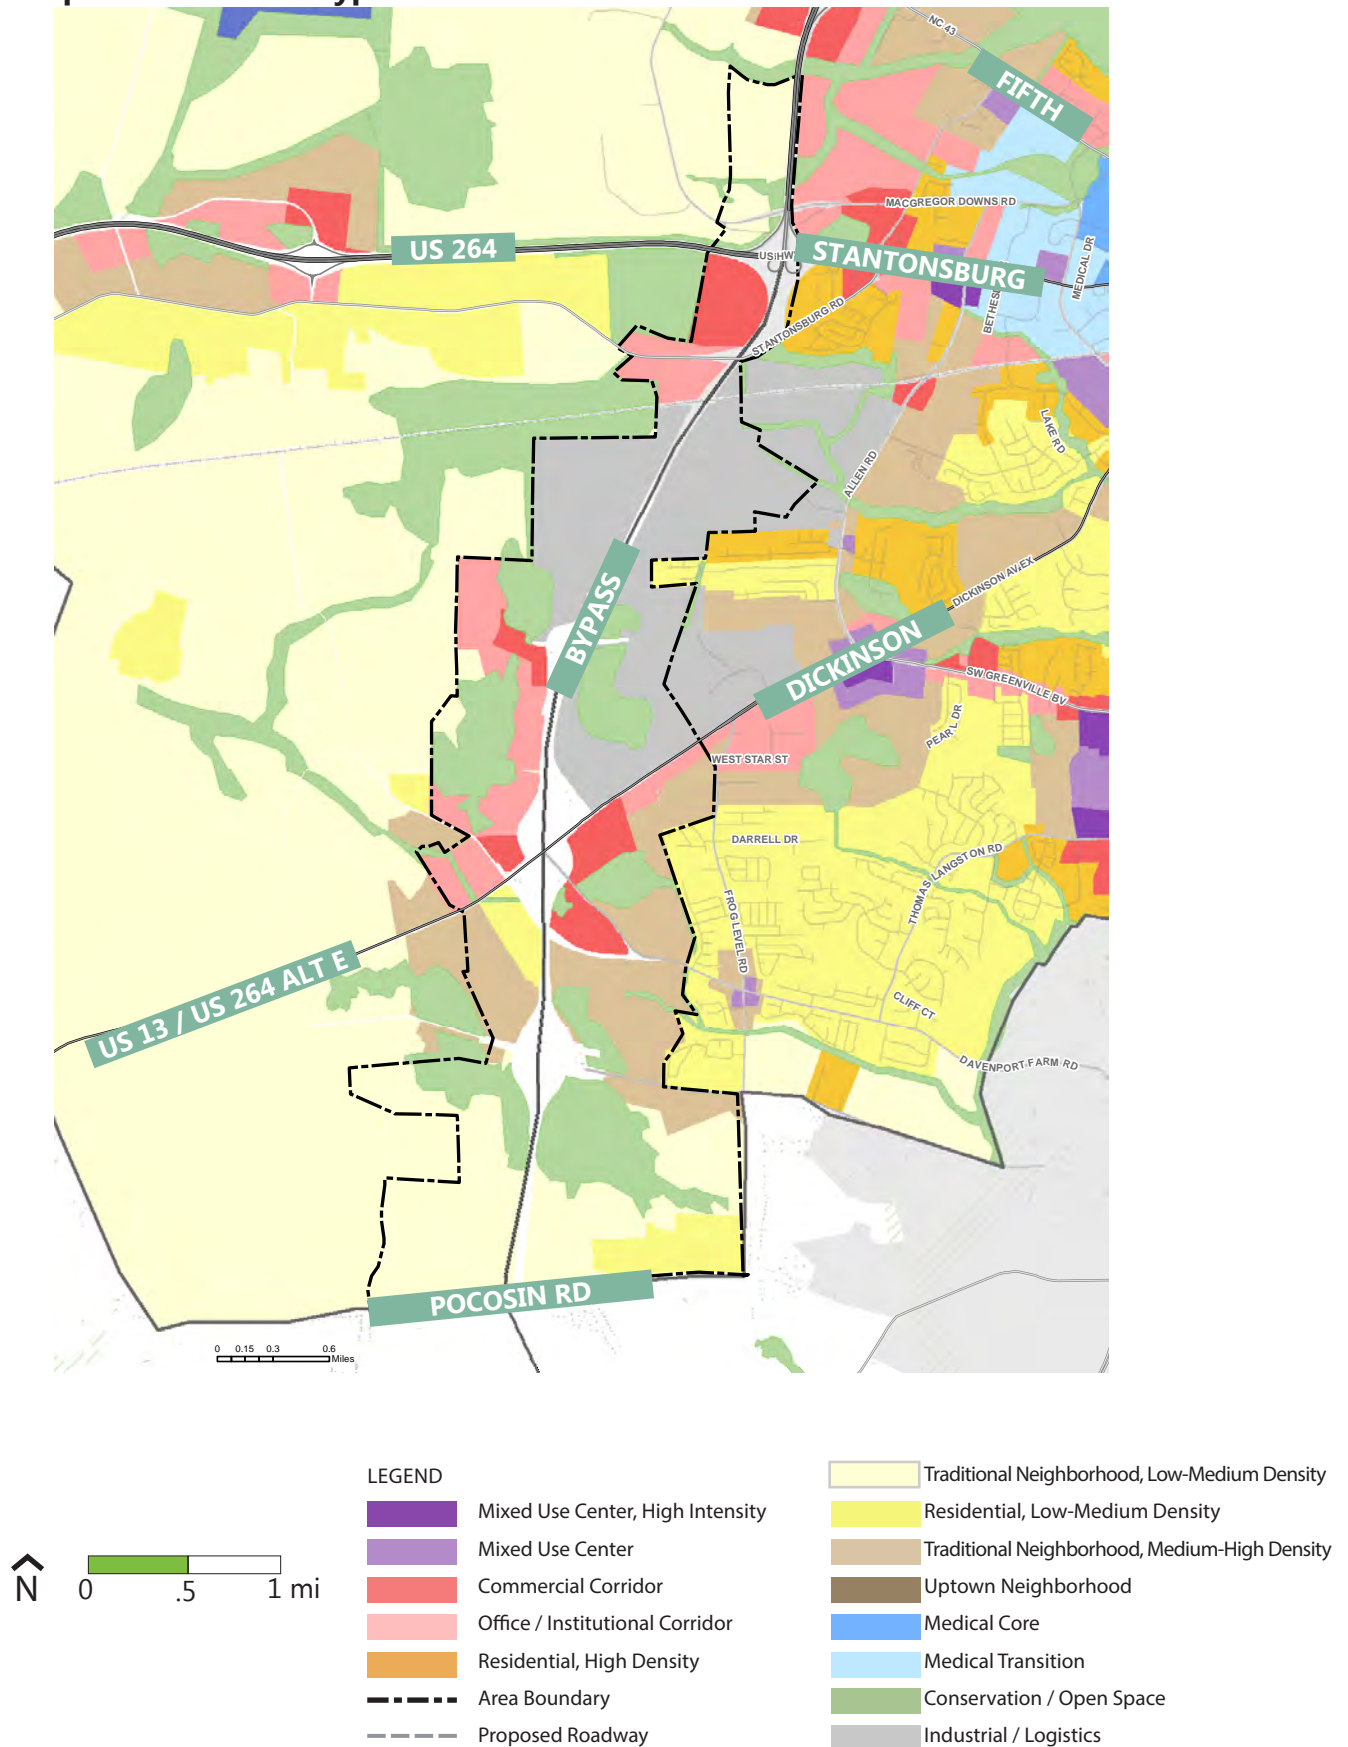 NC 43
FIFTH
MACGREGOR DOWNS RD
US 264
US HW
STANTONSBURG
MEDICAL DR
STANTONSBURG RD
LAKE RD
ALLEN RD
BYPASS
DICKINSON AV EX
DICKINSON
SW GREENVILLE BV
PEARL DR
WEST STAR ST
DARRELL DR
THOMAS LANGSTON RD
FROG LEVEL RD
US 13 / US 264 ALT E
CLIFF CT
DAVENPORT FARM RD
POCOSIN RD
0 0.15 0.3 0.6
Miles
LEGEND
Mixed Use Center, High Intensity
Mixed Use Center
Commercial Corridor
Office / Institutional Corridor
Residential, High Density
Area Boundary
Proposed Roadway
Traditional Neighborhood, Low-Medium Density
Residential, Low-Medium Density
Traditional Neighborhood, Medium-High Density
Uptown Neighborhood
Medical Core
Medical Transition
Conservation / Open Space
Industrial / Logistics
N
0 .5 1 mi